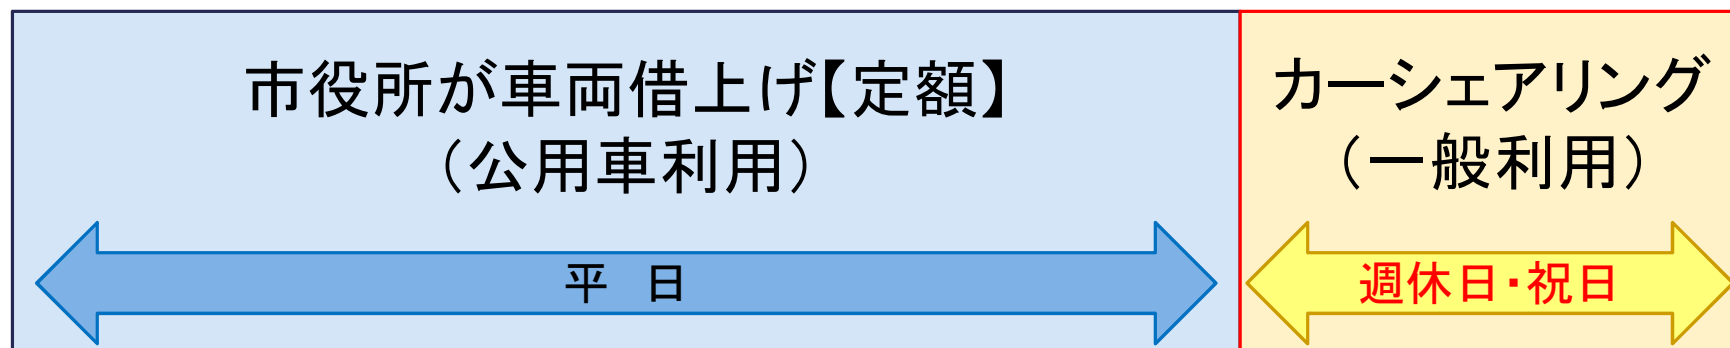 市役所が車両借上げ【定額】
（公用車利用）
平　日
カーシェアリング
（一般利用）
週休日・祝日